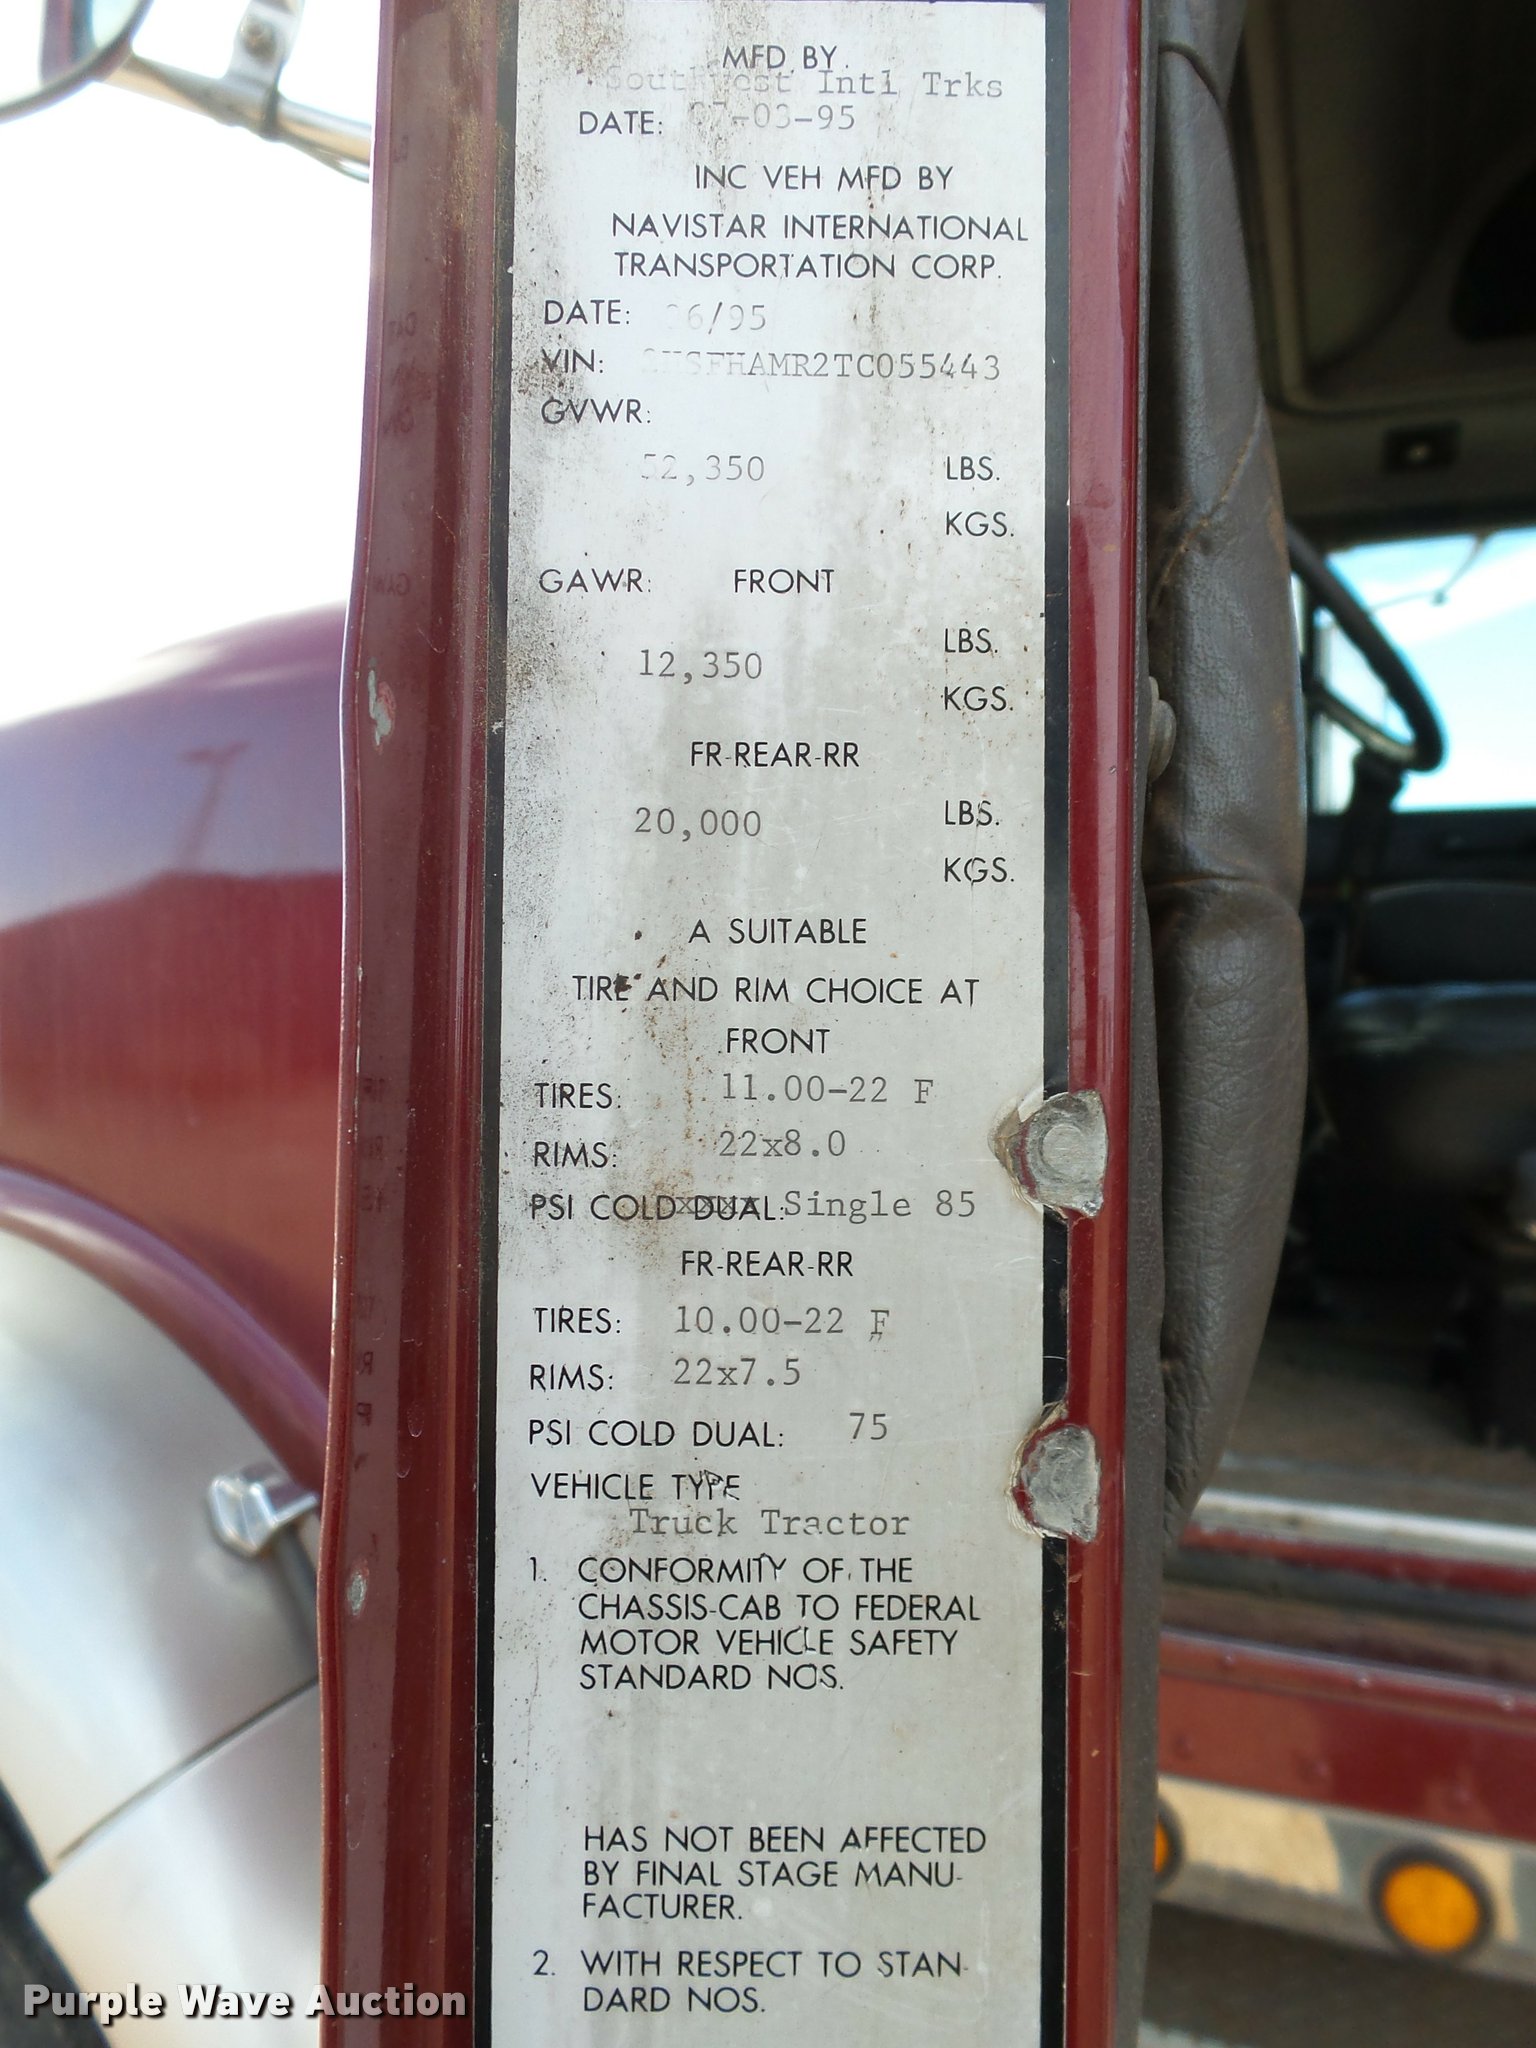 MFD BY
Southwest Intl Trks
DATE: 07-03-95
INC VEH MFD BY
NAVISTAR INTERNATIONAL
TRANSPORTATION CORP.
DATE: 06/95
VIN: 2HSFHAMR2TC055443
GVWR:
52,350 LBS.
KGS.
GAWR: FRONT
12,350 LBS.
KGS.
FR-REAR-RR
20,000 LBS.
KGS.
A SUITABLE
TIRE AND RIM CHOICE AT
FRONT
TIRES: 11.00-22 F
RIMS: 22x8.0
PSI COLD DUAL: Single 85
FR-REAR-RR
TIRES: 10.00-22 F
RIMS: 22x7.5
PSI COLD DUAL: 75
VEHICLE TYPE
Truck Tractor
1. CONFORMITY OF THE
CHASSIS-CAB TO FEDERAL
MOTOR VEHICLE SAFETY
STANDARD NOS.
HAS NOT BEEN AFFECTED
BY FINAL STAGE MANU-
FACTURER.
2. WITH RESPECT TO STAN-
DARD NOS.
Purple Wave Auction